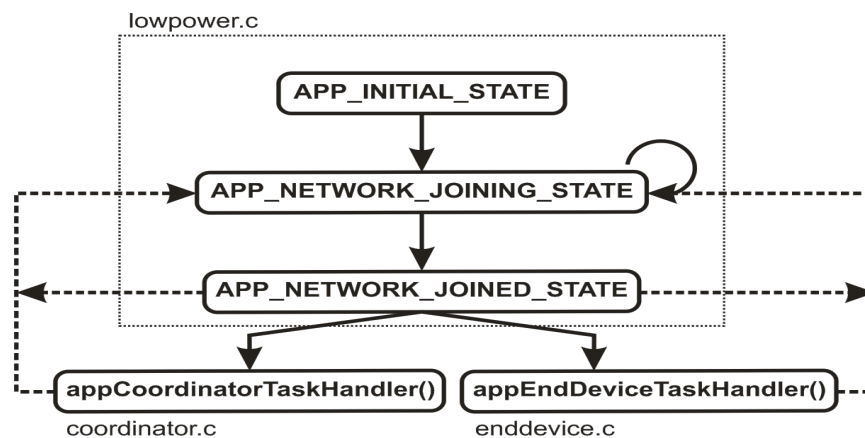 lowpower.c
APP_INITIAL_STATE
APP_NETWORK_JOINING_STATE
APP_NETWORK_JOINED_STATE
appCoordinatorTaskHandler()
appEndDeviceTaskHandler()
coordinator.c
enddevice.c